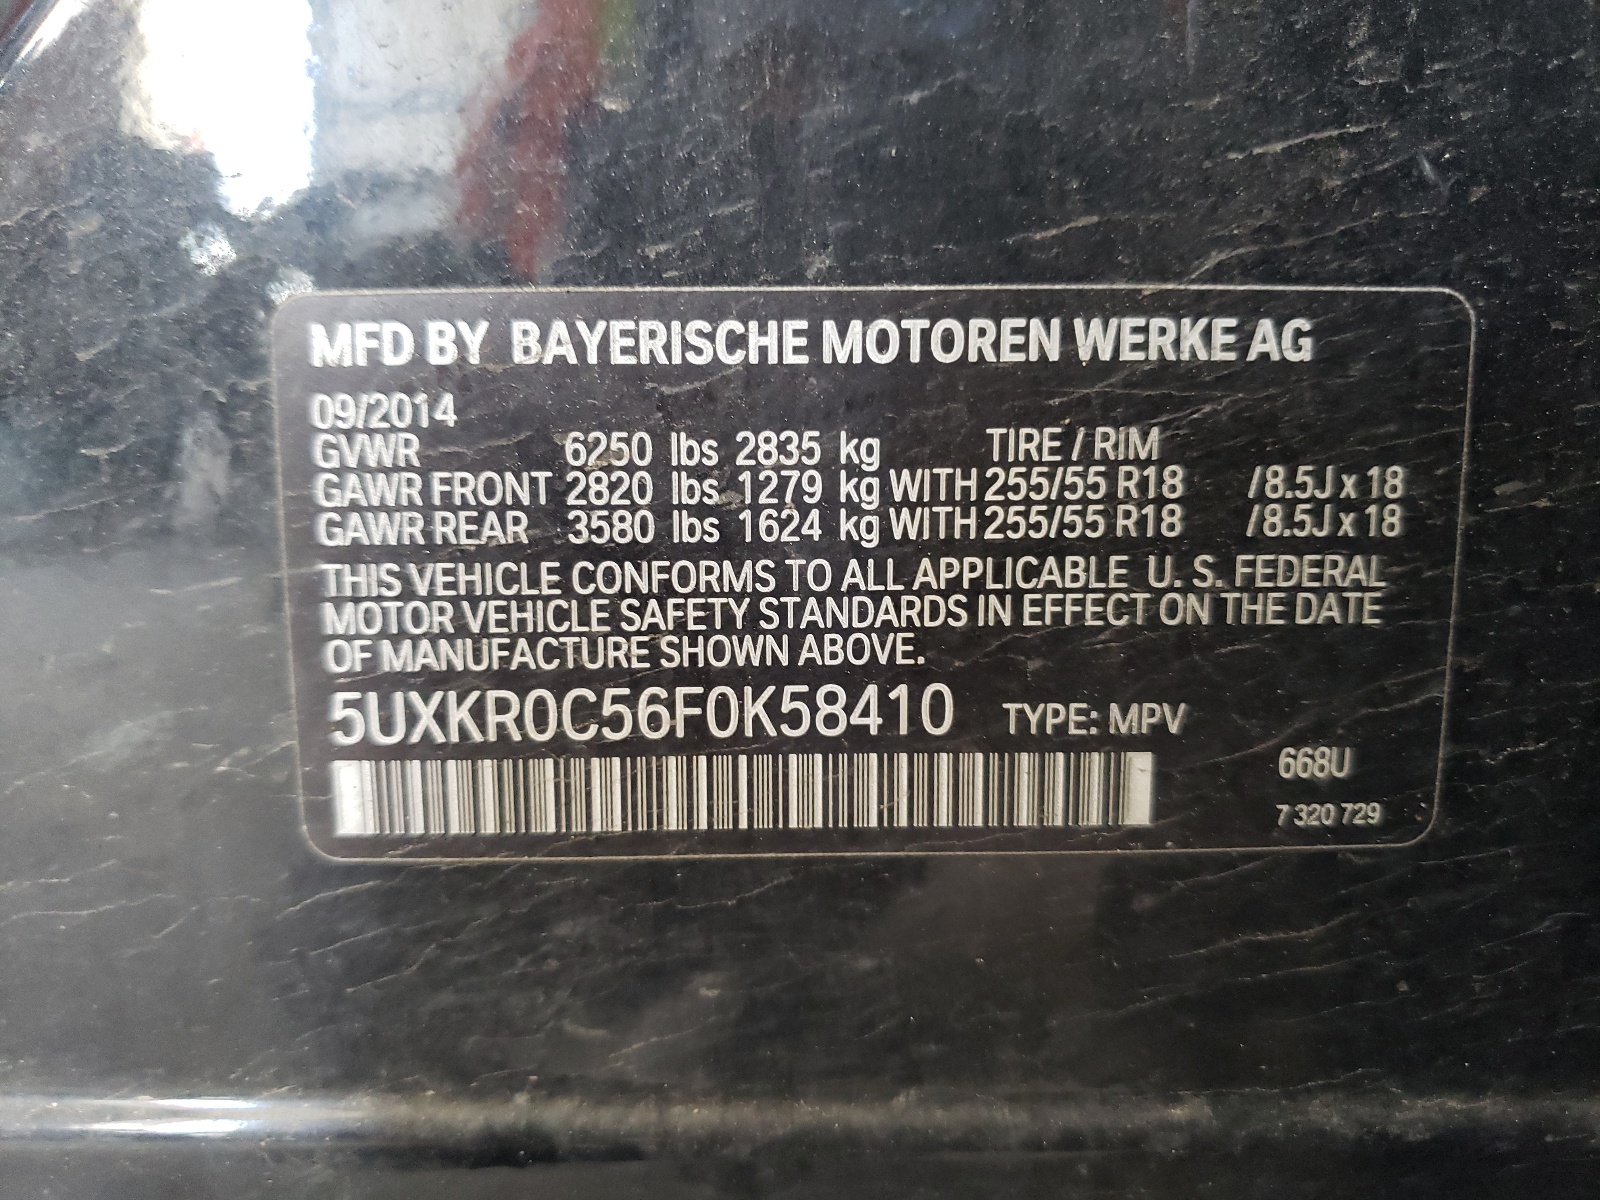 MFD BY BAYERISCHE MOTOREN WERKE AG
09/2014
GVWR 6250 lbs 2835 kg TIRE / RIM
GAWR FRONT 2820 lbs 1279 kg WITH 255/55 R18 /8.5J x 18
GAWR REAR 3580 lbs 1624 kg WITH 255/55 R18 /8.5J x 18
THIS VEHICLE CONFORMS TO ALL APPLICABLE U. S. FEDERAL
MOTOR VEHICLE SAFETY STANDARDS IN EFFECT ON THE DATE
OF MANUFACTURE SHOWN ABOVE.
5UXKR0C56F0K58410 TYPE: MPV
668U
7 320 729